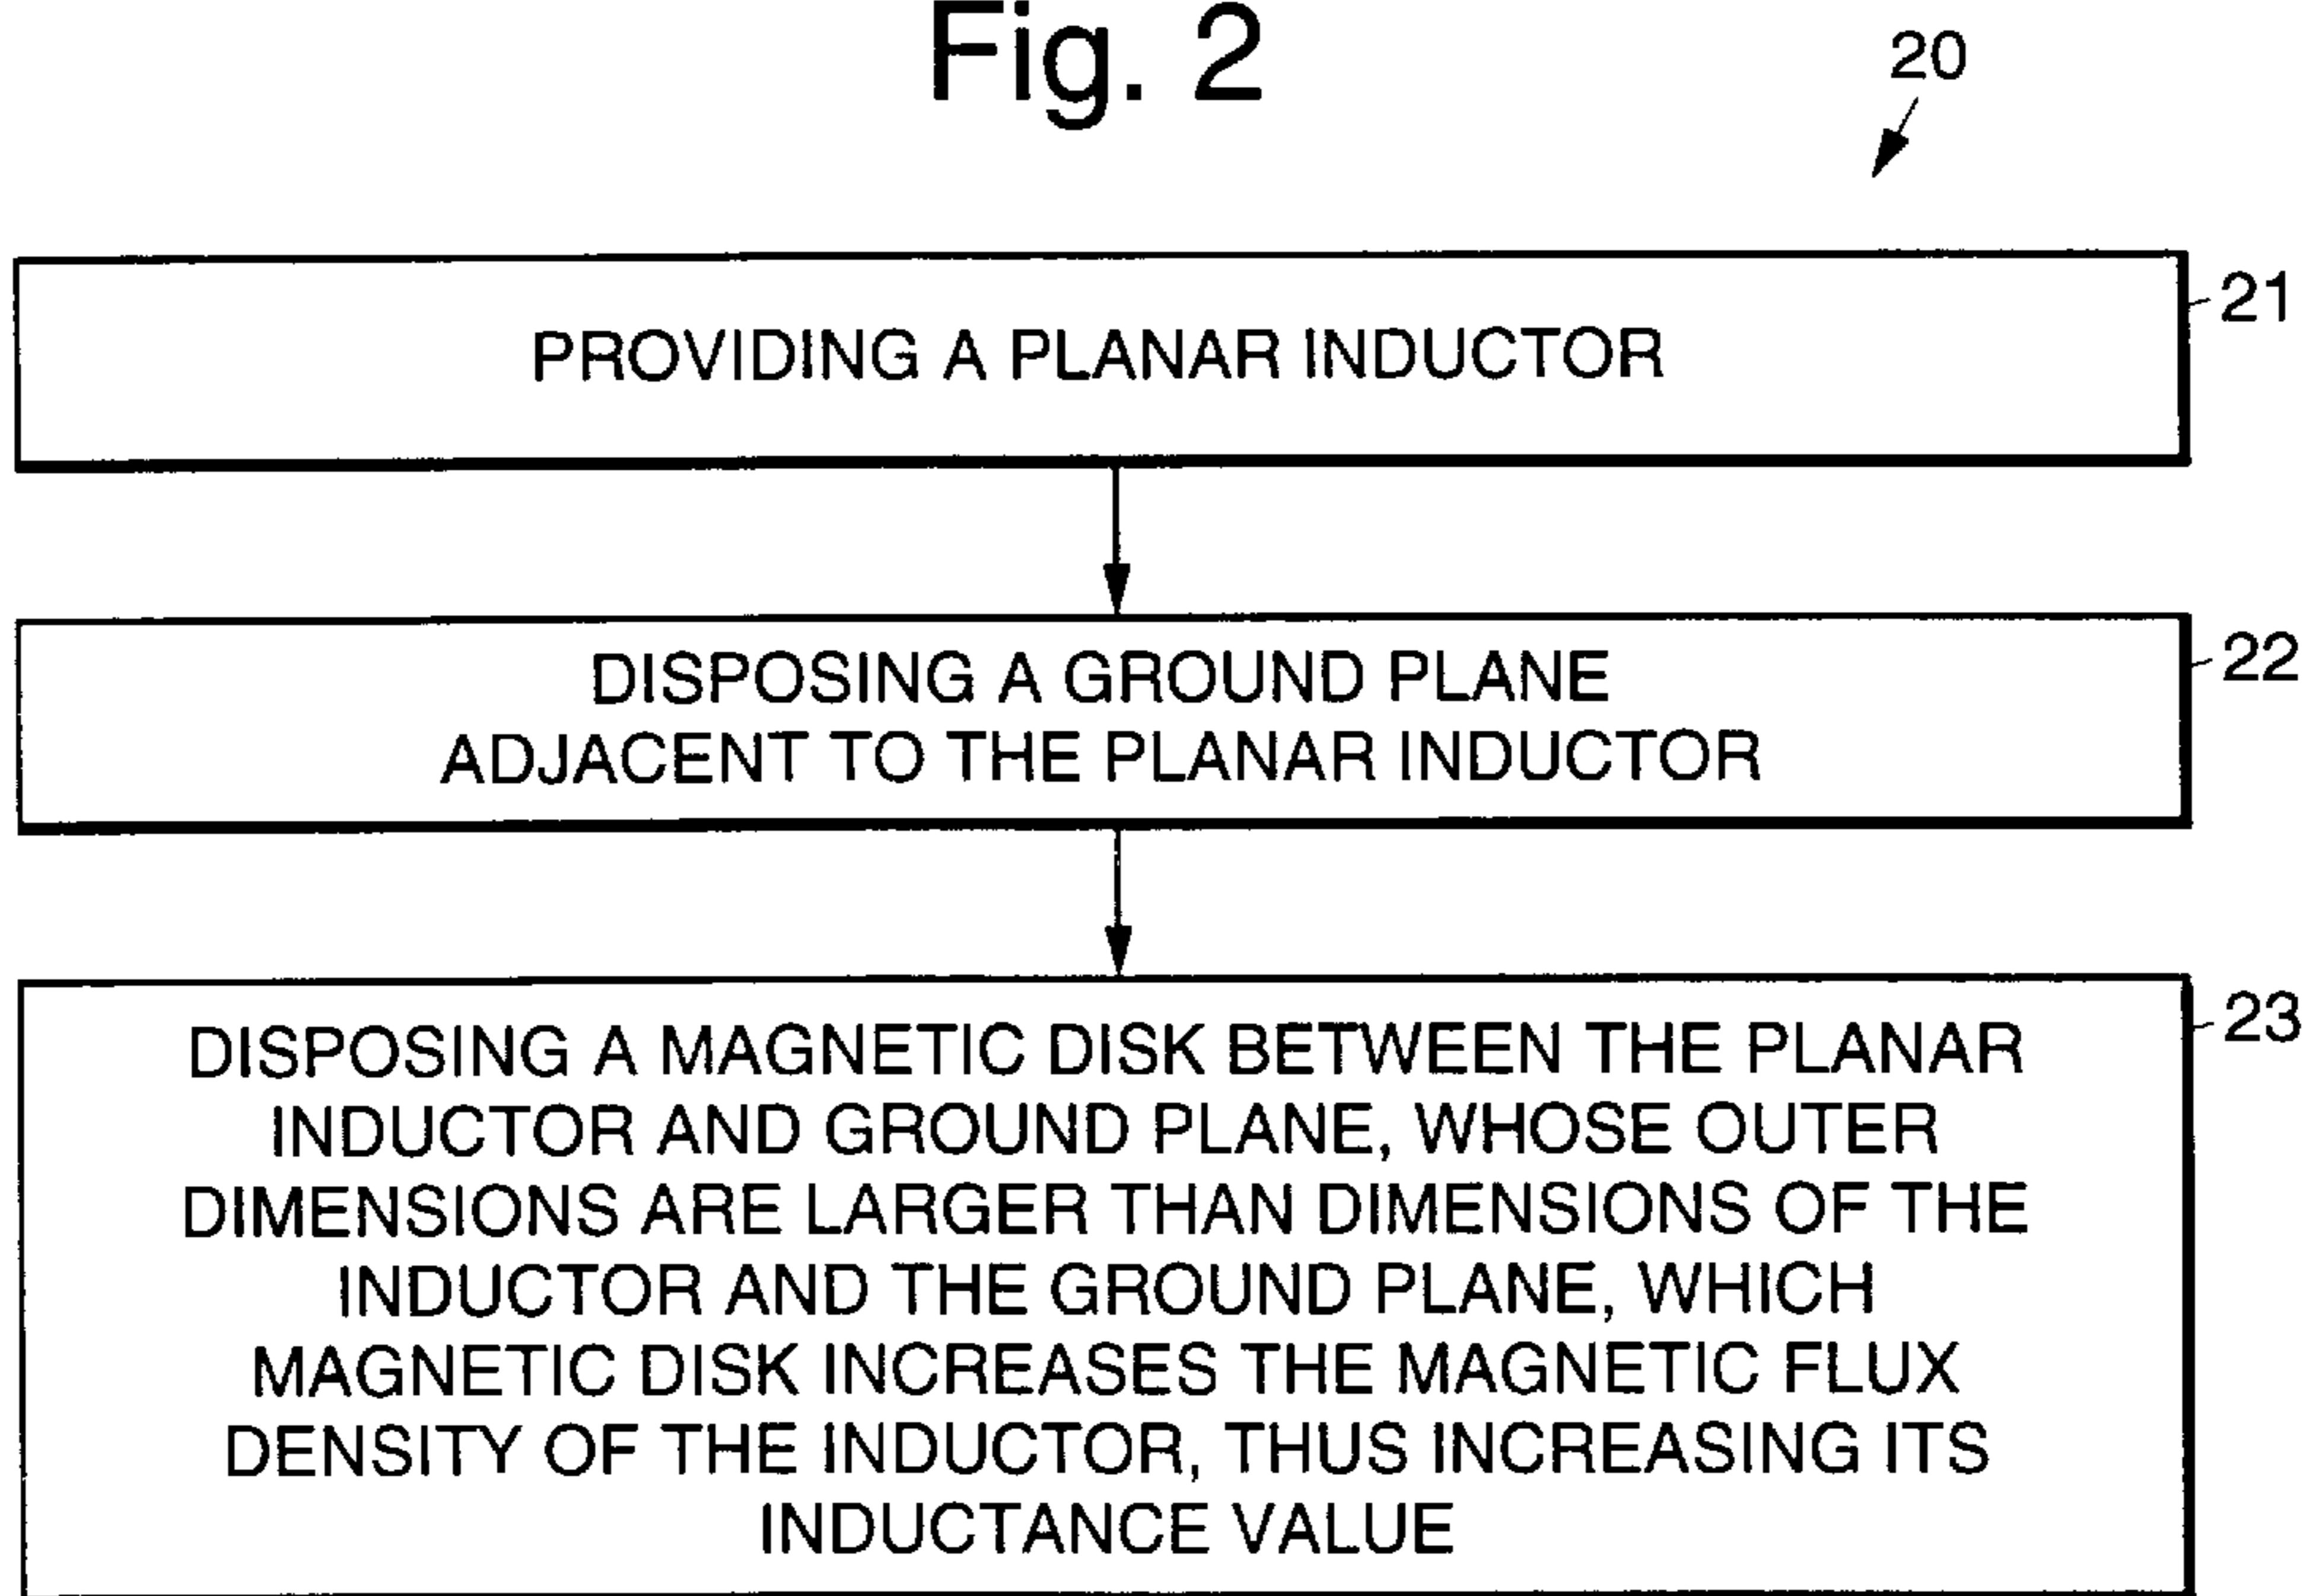 Fig. 2
20
21
PROVIDING A PLANAR INDUCTOR
22
DISPOSING A GROUND PLANE
ADJACENT TO THE PLANAR INDUCTOR
23
DISPOSING A MAGNETIC DISK BETWEEN THE PLANAR
INDUCTOR AND GROUND PLANE, WHOSE OUTER
DIMENSIONS ARE LARGER THAN DIMENSIONS OF THE
INDUCTOR AND THE GROUND PLANE, WHICH
MAGNETIC DISK INCREASES THE MAGNETIC FLUX
DENSITY OF THE INDUCTOR, THUS INCREASING ITS
INDUCTANCE VALUE